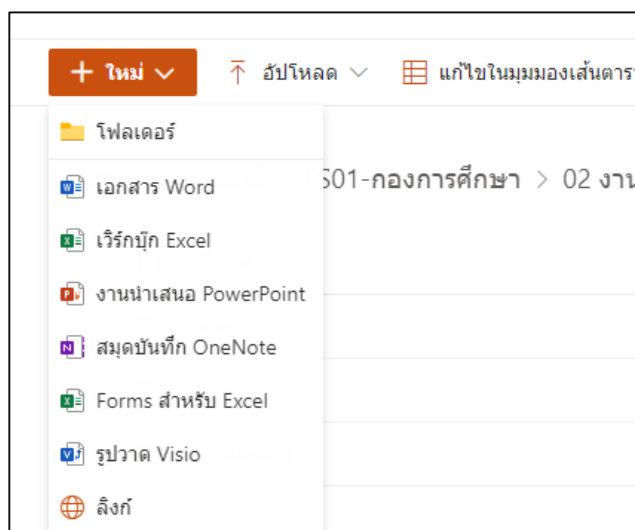 + ใหม่ อัปโหลด แก้ไขในมุมมองเส้นตาร
โฟลเดอร์
S01-กองการศึกษา > 02 งาน
เอกสาร Word
เวิร์กบุ๊ก Excel
งานนำเสนอ PowerPoint
สมุดบันทึก OneNote
Forms สำหรับ Excel
รูปวาด Visio
ลิงก์